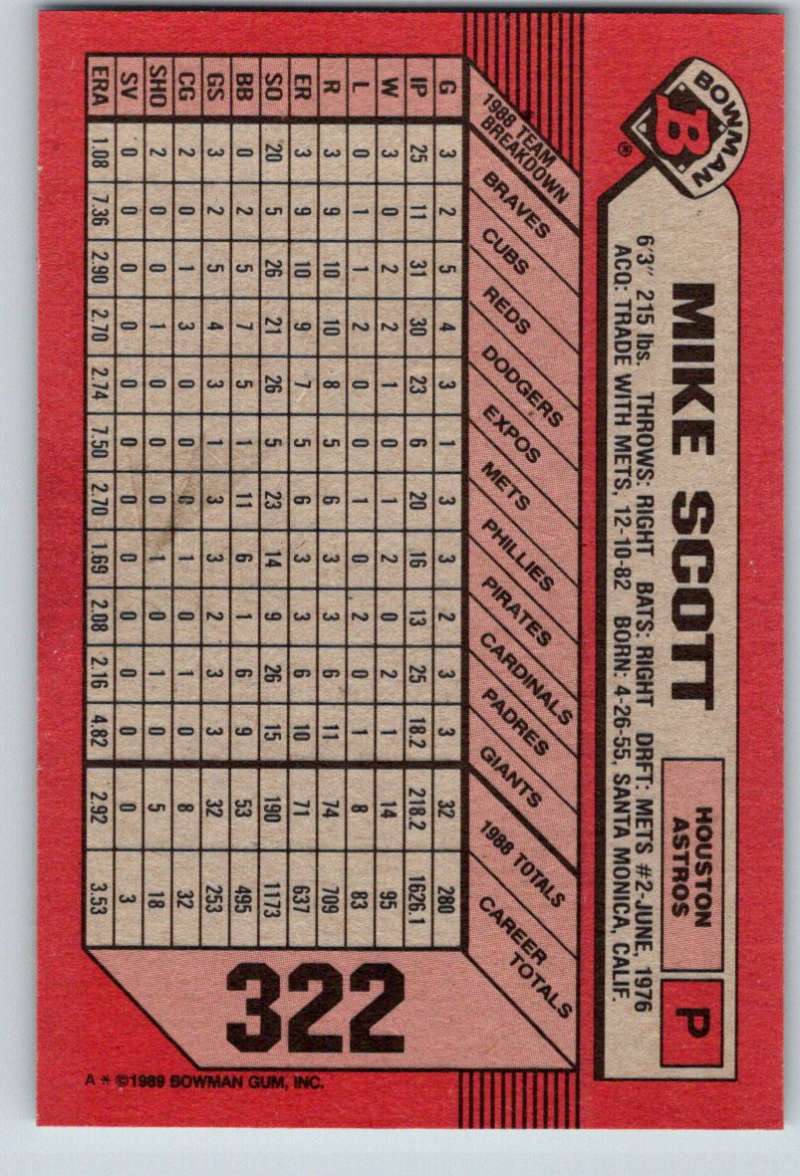 BOWMAN
B ®
MIKE SCOTT
HOUSTON
ASTROS
P
6'3" 215 lbs. THROWS: RIGHT BATS: RIGHT DRFT: METS #2-JUNE, 1976
ACQ: TRADE WITH METS, 12-10-82 BORN: 4-26-55, SANTA MONICA, CALIF.
1988 TEAM
BREAKDOWN
BRAVES
CUBS
REDS
DODGERS
EXPOS
METS
PHILLIES
PIRATES
CARDINALS
PADRES
GIANTS
1988 TOTALS
CAREER
TOTALS
G 3 2 5 4 3 1 3 3 2 3 3 32 280
IP 25 11 31 30 23 6 20 16 13 25 18.2 218.2 1626.1
W 3 0 2 2 1 0 1 2 0 2 1 14 95
L 0 1 1 2 0 0 1 0 2 0 1 8 83
R 3 9 10 10 8 5 6 3 3 6 11 74 709
ER 3 9 10 9 7 5 6 3 3 6 10 71 637
SO 20 5 26 21 26 5 23 14 9 26 15 190 1173
BB 0 2 5 7 5 1 11 6 1 6 9 53 495
GS 3 2 5 4 3 1 3 3 2 3 3 32 253
CG 2 0 1 3 0 0 0 1 0 1 0 8 32
SHO 2 0 0 1 0 0 0 1 0 1 0 5 18
SV 0 0 0 0 0 0 0 0 0 0 0 0 3
ERA 1.08 7.36 2.90 2.70 2.74 7.50 2.70 1.69 2.08 2.16 4.82 2.92 3.53
322
A * ©1989 BOWMAN GUM, INC.